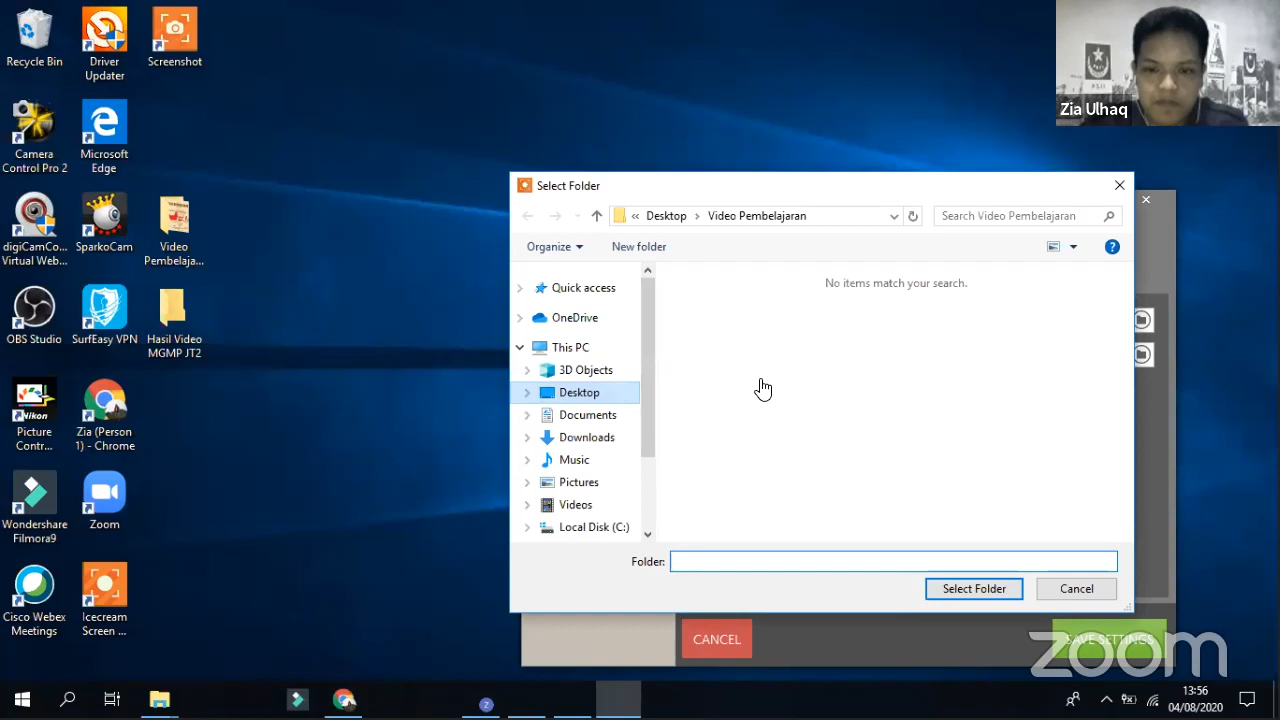 Recycle Bin
Driver
Updater
Screenshot
Camera
Control Pro 2
Microsoft
Edge
digiCamCo...
Virtual Web...
SparkoCam
Video
Pembelaja...
OBS Studio
SurfEasy VPN
Hasil Video
MGMP JT2
Nikon
Picture
Contr...
Zia (Person
1) - Chrome
Wondershare
Filmora9
Zoom
Cisco Webex
Meetings
Icecream
Screen ...
Zia Ulhaq
Select Folder
« Desktop › Video Pembelajaran
Search Video Pembelajaran
Organize
New folder
Quick access
OneDrive
This PC
3D Objects
Desktop
Documents
Downloads
Music
Pictures
Videos
Local Disk (C:)
No items match your search.
Folder:
Select Folder
Cancel
CANCEL
SAVE SETTINGS
zoom
13:56
04/08/2020